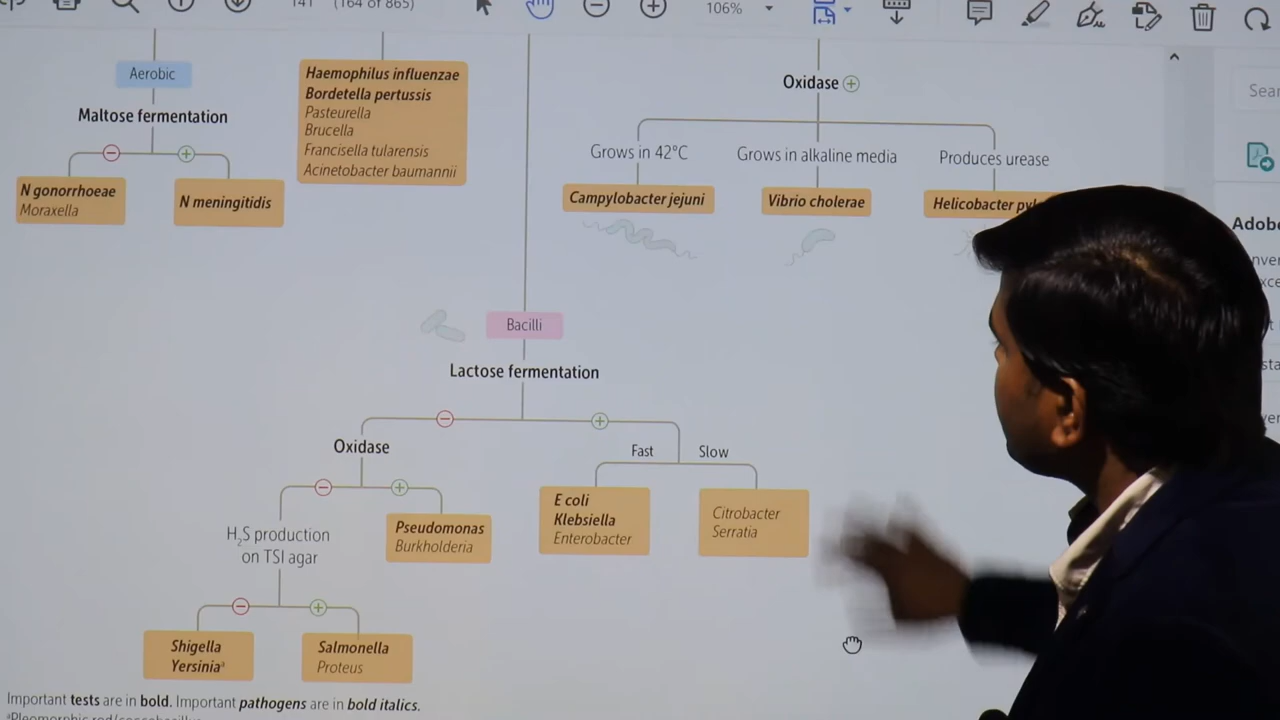 141 (164 of 865)
106%
Aerobic
Maltose fermentation
N gonorrhoeae
Moraxella
N meningitidis
Haemophilus influenzae
Bordetella pertussis
Pasteurella
Brucella
Francisella tularensis
Acinetobacter baumannii
Oxidase +
Grows in 42°C
Campylobacter jejuni
Grows in alkaline media
Vibrio cholerae
Produces urease
Helicobacter
Bacilli
Lactose fermentation
Oxidase
Fast
Slow
E coli
Klebsiella
Enterobacter
Citrobacter
Serratia
Pseudomonas
Burkholderia
H₂S production
on TSI agar
Shigella
Yersiniaᵃ
Salmonella
Proteus
Important tests are in bold. Important pathogens are in bold italics.